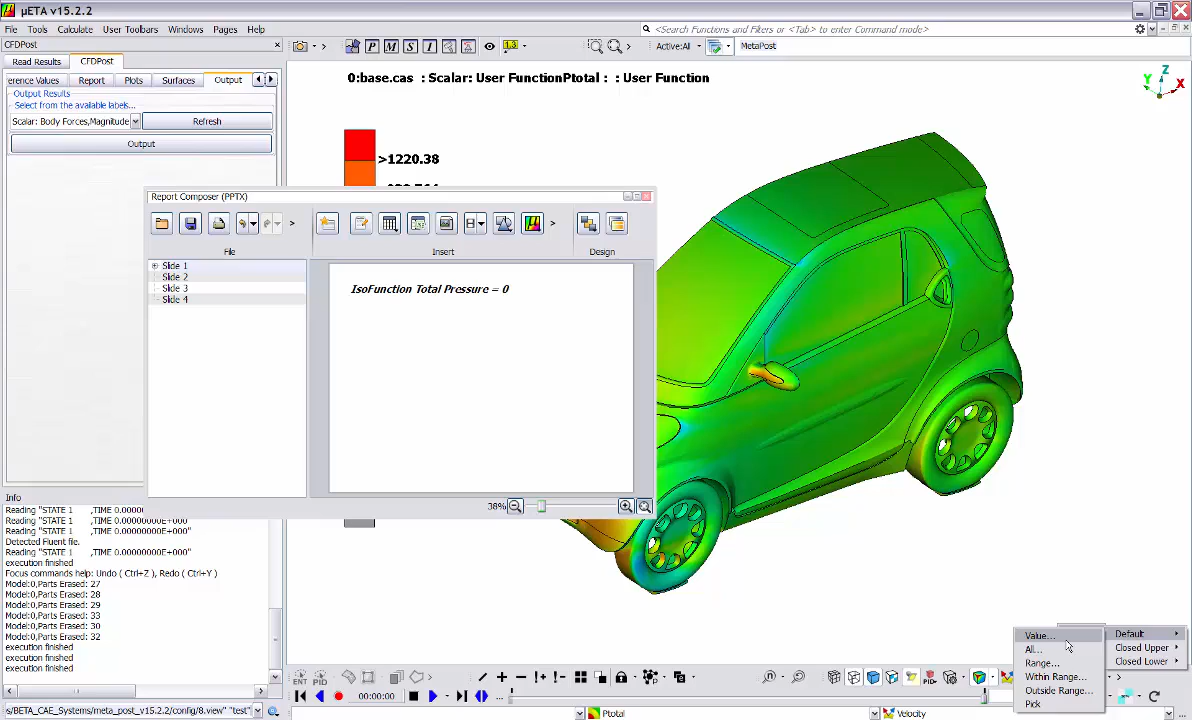 μETA v15.2.2
File Tools Calculate User Toolbars Windows Pages Help
<Search Functions and Filters or /Tab to enter Command mode>
CFDPost
Active:All
MetaPost
Read Results CFDPost
erence Values Report Plots Surfaces Output
Output Results
Select from the available labels...
Scalar: Body Forces,Magnitude
Refresh
Output
0:base.cas : Scalar: User FunctionPtotal : : User Function
Z
Y
X
>1220.38
Report Composer (PPTX)
File
Insert
Design
Slide 1
Slide 2
Slide 3
Slide 4
IsoFunction Total Pressure = 0
38%
Info
Reading "STATE 1 ,TIME 0.0000
Reading "STATE 1 ,TIME 0.00000000E+000"
Reading "STATE 1 ,TIME 0.00000000E+000"
Detected Fluent file.
Reading "STATE 1 ,TIME 0.00000000E+000"
execution finished
Focus commands help: Undo ( Ctrl+Z ), Redo ( Ctrl+Y )
Model:0,Parts Erased: 27
Model:0,Parts Erased: 28
Model:0,Parts Erased: 29
Model:0,Parts Erased: 33
Model:0,Parts Erased: 30
Model:0,Parts Erased: 32
execution finished
execution finished
execution finished
s/BETA_CAE_Systems/meta_post_v15.2.2/config/8.view" "test"
ENT PID
00:00:00
Value...
All...
Range...
Within Range...
Outside Range...
Pick
Default
Closed Upper
Closed Lower
Ptotal
Velocity